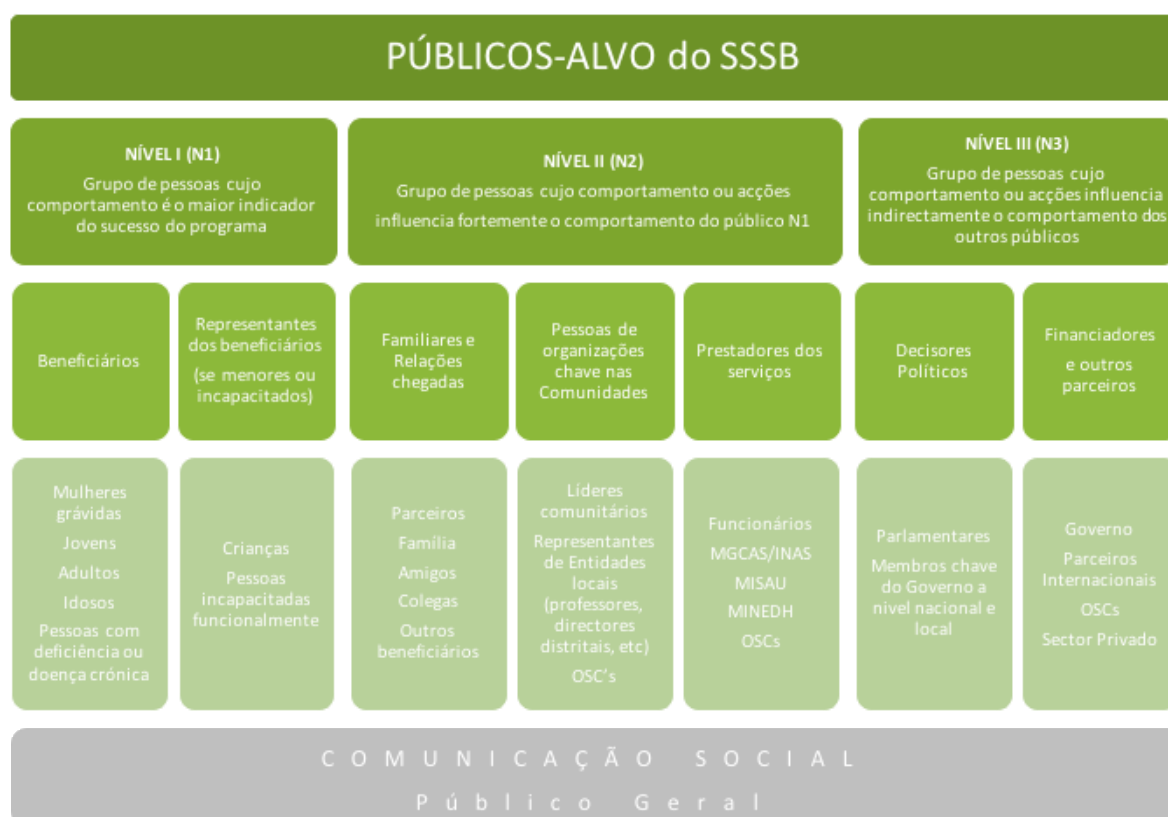 PÚBLICOS-ALVO do SSSB
NÍVEL I (N1)
Grupo de pessoas cujo
comportamento é o maior indicador
do sucesso do programa
NÍVEL II (N2)
Grupo de pessoas cujo comportamento ou acções
influencia fortemente o comportamento do público N1
NÍVEL III (N3)
Grupo de pessoas cujo
comportamento ou acções influencia
indirectamente o comportamento dos
outros públicos
Beneficiários
Representantes
dos beneficiários
(se menores ou
incapacitados)
Familiares e
Relações
chegadas
Pessoas de
organizações
chave nas
Comunidades
Prestadores dos
serviços
Decisores
Políticos
Financiadores
e outros
parceiros
Mulheres
grávidas
Jovens
Adultos
Idosos
Pessoas com
deficiência ou
doença crónica
Crianças
Pessoas
incapacitadas
funcionalmente
Parceiros
Família
Amigos
Colegas
Outros
beneficiários
Líderes
comunitários
Representantes
de Entidades
locais
(professores,
directores
distritais, etc)
OSC's
Funcionários
MGCAS/INAS
MISAU
MINEDH
OSCs
Parlamentares
Membros chave
do Governo a
nivel nacional e
local
Governo
Parceiros
Internacionais
OSCs
Sector Privado
COMUNICAÇÃO SOCIAL
Público Geral